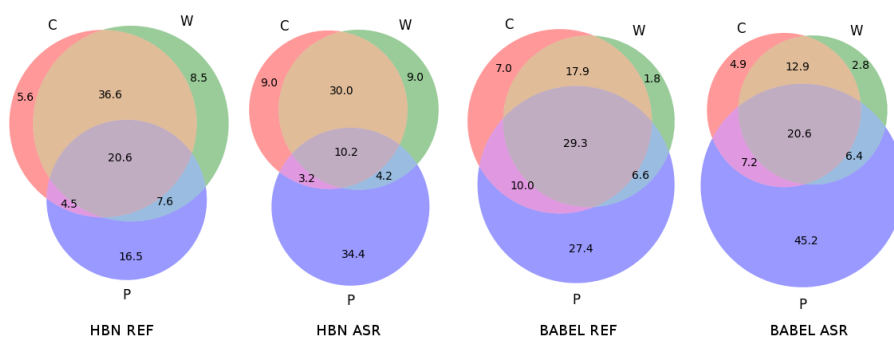 C W
5.6 36.6 8.5
20.6
4.5 7.6
16.5
P
HBN REF
C W
9.0 30.0 9.0
10.2
3.2 4.2
34.4
P
HBN ASR
C W
7.0 17.9 1.8
29.3
10.0 6.6
27.4
P
BABEL REF
C W
4.9 12.9 2.8
20.6
7.2 6.4
45.2
P
BABEL ASR